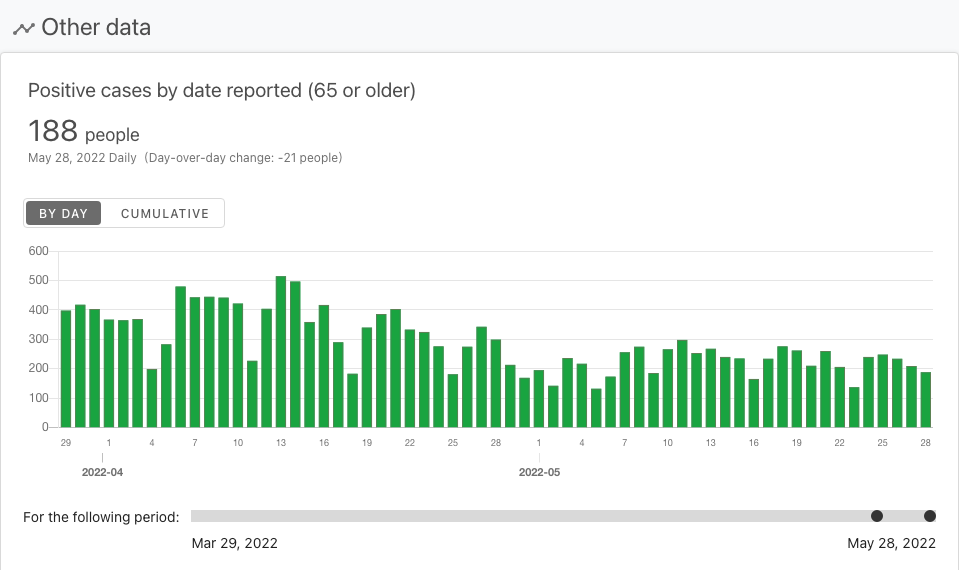 Other data
Positive cases by date reported (65 or older)
188 people
May 28, 2022 Daily (Day-over-day change: -21 people)
BY DAY CUMULATIVE
600
500
400
300
200
100
0
29 1 4 7 10 13 16 19 22 25 28 1 4 7 10 13 16 19 22 25 28
2022-04 2022-05
For the following period:
Mar 29, 2022 May 28, 2022